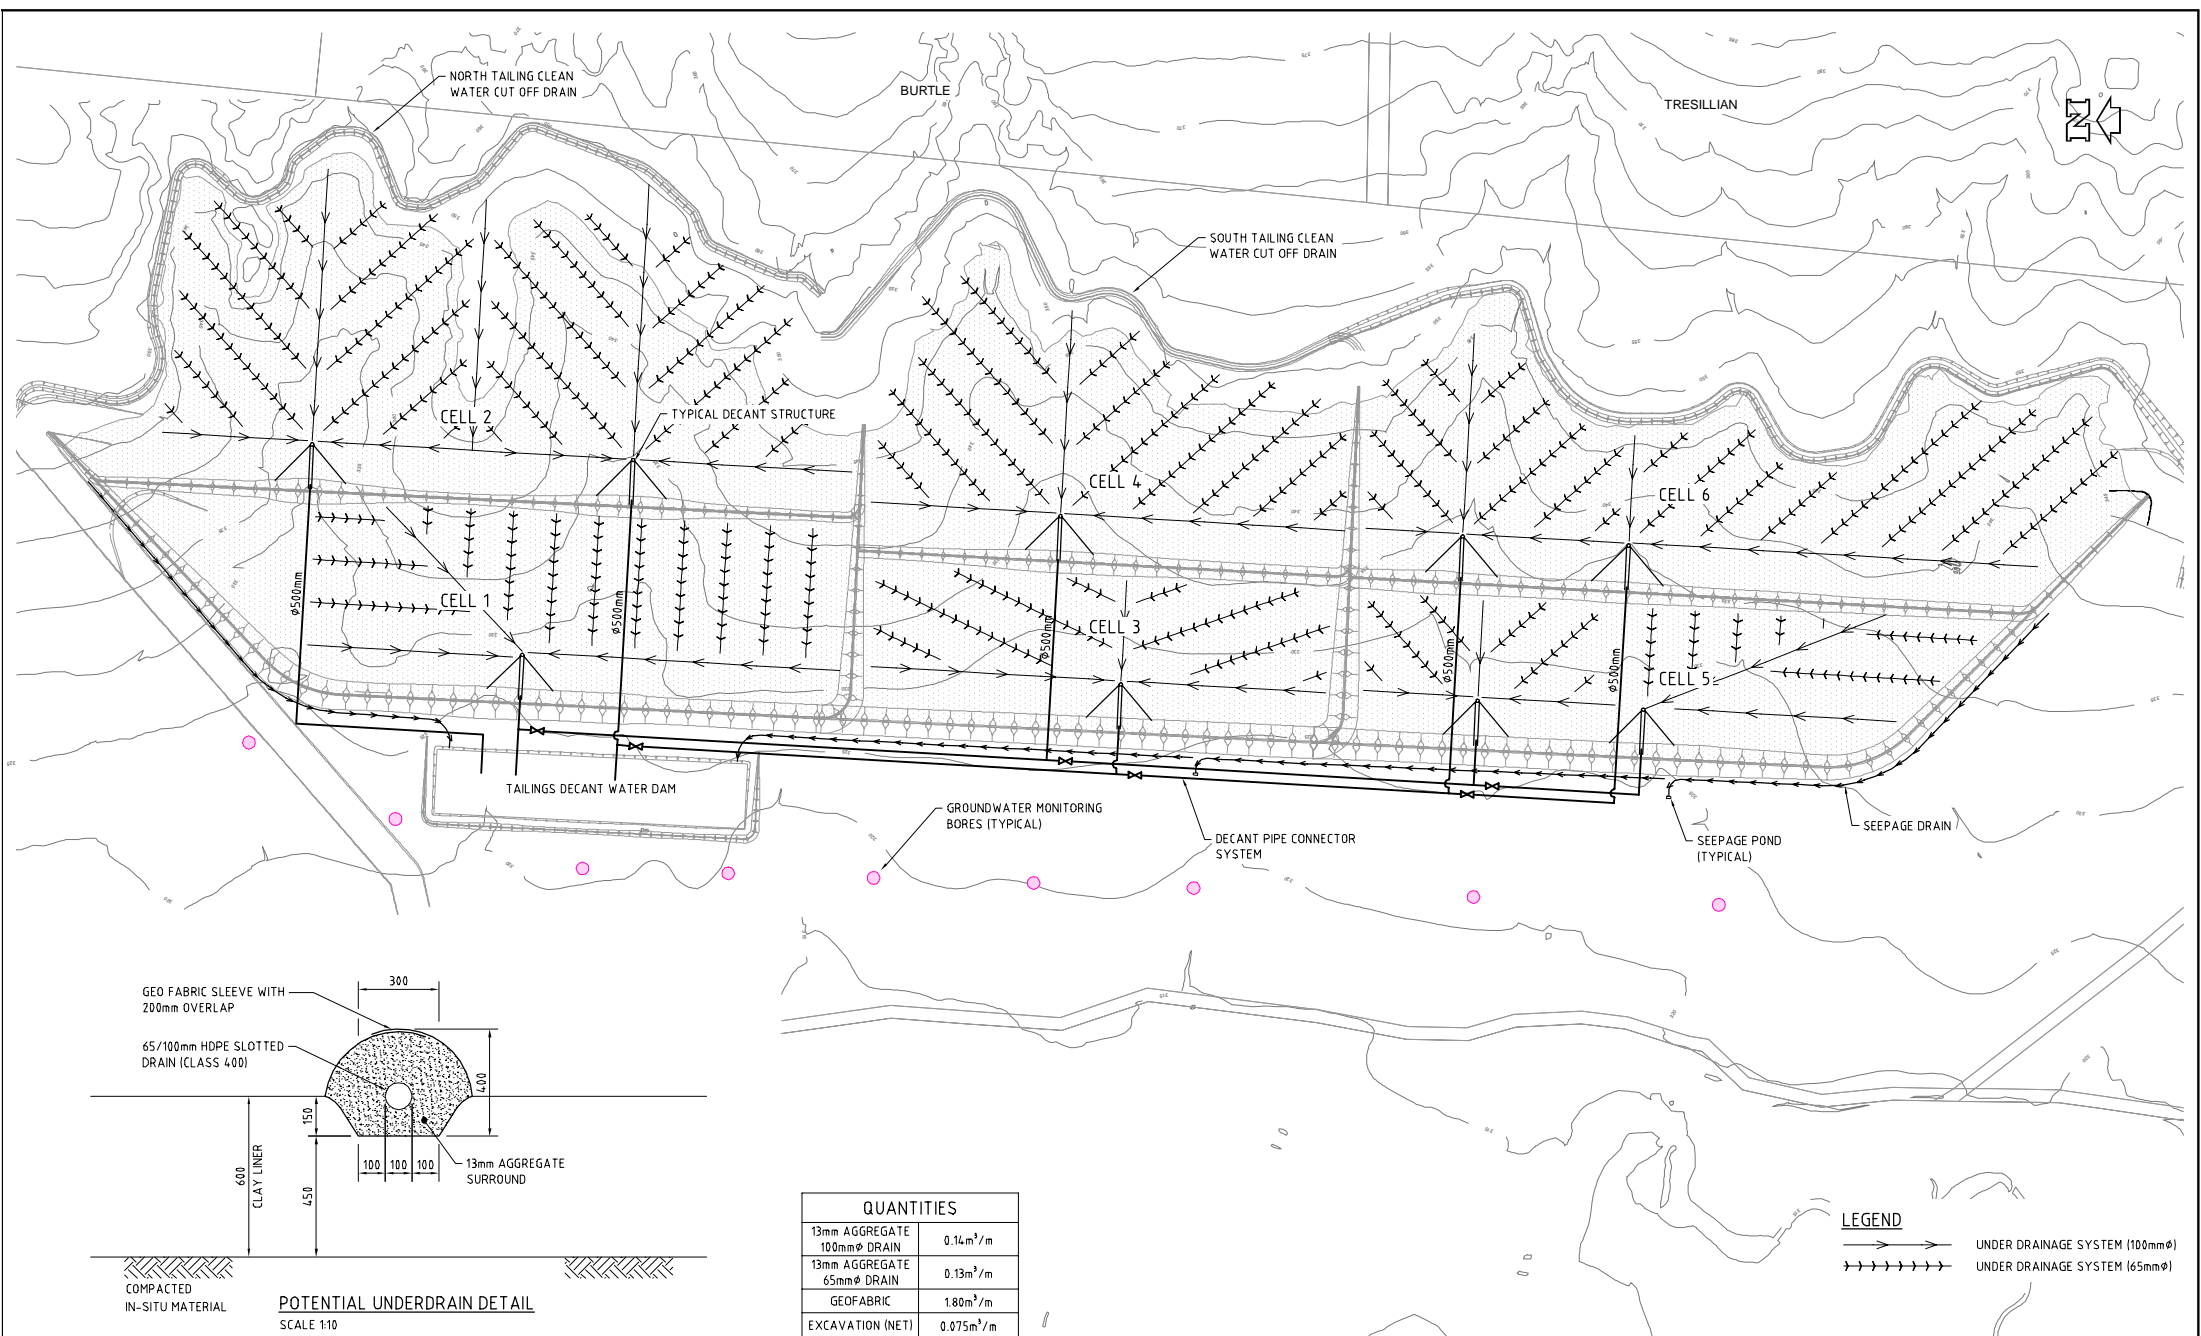 NORTH TAILING CLEAN
WATER CUT OFF DRAIN
BURTLE
TRESILLIAN
N
SOUTH TAILING CLEAN
WATER CUT OFF DRAIN
CELL 2
TYPICAL DECANT STRUCTURE
CELL 4
CELL 6
CELL 1
CELL 3
CELL 5
Ø500mm
Ø500mm
Ø500mm
Ø500mm
Ø500mm
TAILINGS DECANT WATER DAM
GROUNDWATER MONITORING
BORES (TYPICAL)
DECANT PIPE CONNECTOR
SYSTEM
SEEPAGE POND
(TYPICAL)
SEEPAGE DRAIN
GEO FABRIC SLEEVE WITH
200mm OVERLAP
65/100mm HDPE SLOTTED
DRAIN (CLASS 400)
300
400
150
600
CLAY LINER
450
100 100 100
13mm AGGREGATE
SURROUND
COMPACTED
IN-SITU MATERIAL
POTENTIAL UNDERDRAIN DETAIL
SCALE 1:10
QUANTITIES
13mm AGGREGATE
100mmø DRAIN
0.14m³/m
13mm AGGREGATE
65mmø DRAIN
0.13m³/m
GEOFABRIC 1.80m³/m
EXCAVATION (NET) 0.075m³/m
LEGEND
UNDER DRAINAGE SYSTEM (100mmø)
UNDER DRAINAGE SYSTEM (65mmø)